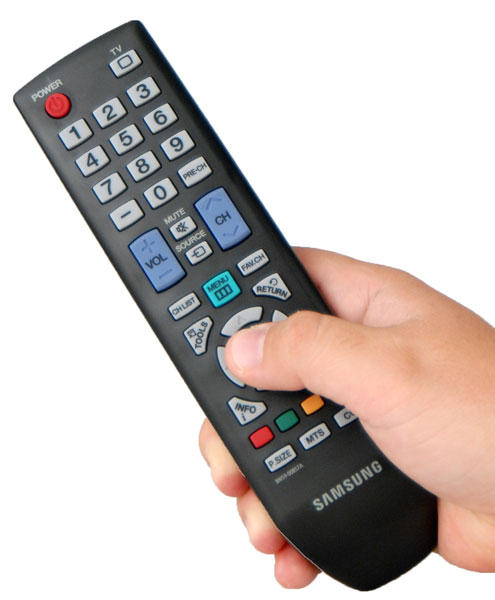 POWER
TV
1 2 3
4 5 6
7 8 9
− 0 PRE-CH
MUTE
+ VOL −
CH
SOURCE
MENU
FAV.CH
CH LIST
RETURN
TOOLS
INFO
i
P.SIZE
MTS
SAMSUNG